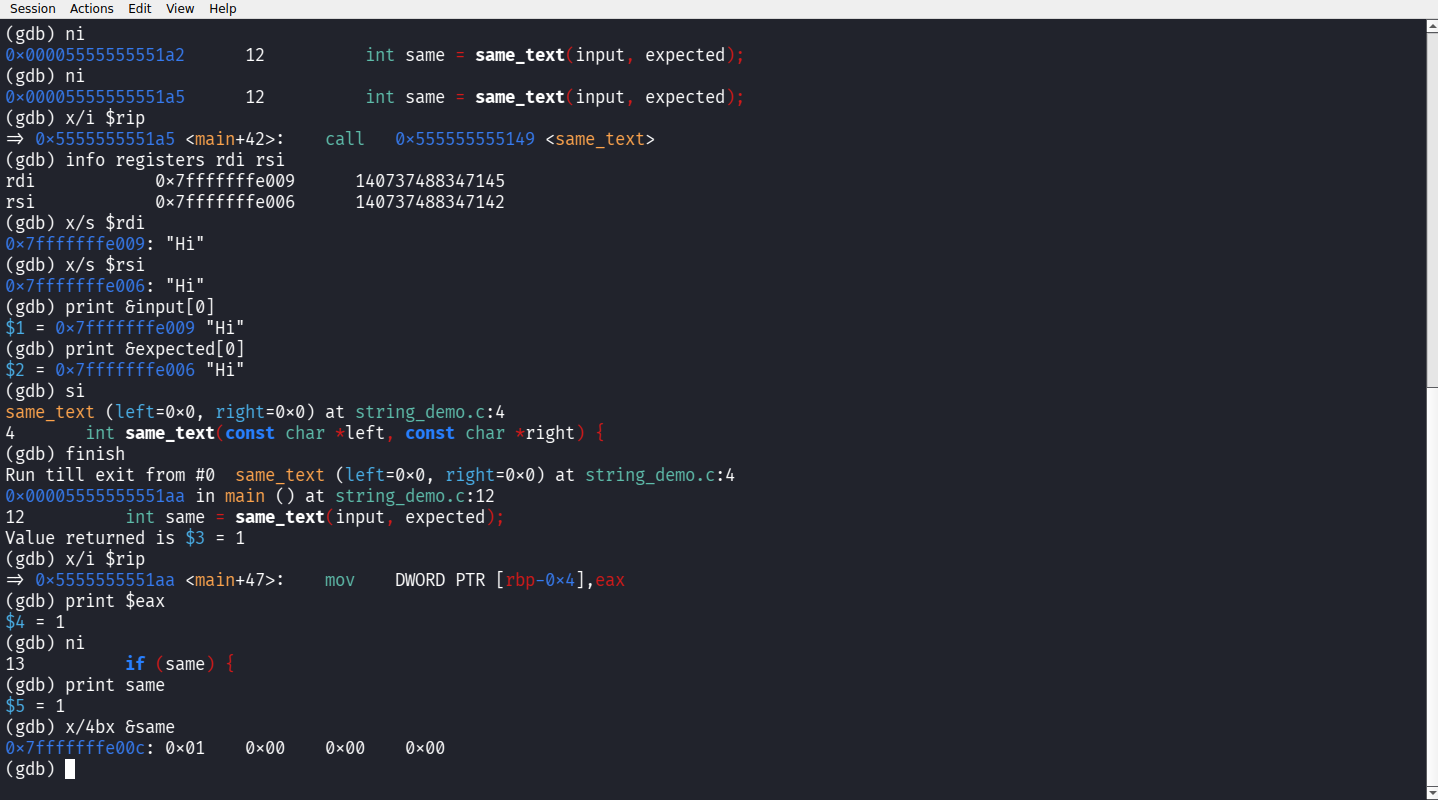 Session Actions Edit View Help
(gdb) ni
0x00005555555551a2      12          int same = same_text(input, expected);
(gdb) ni
0x00005555555551a5      12          int same = same_text(input, expected);
(gdb) x/i $rip
=> 0x5555555551a5 <main+42>:    call   0x555555555149 <same_text>
(gdb) info registers rdi rsi
rdi            0x7fffffffe009      140737488347145
rsi            0x7fffffffe006      140737488347142
(gdb) x/s $rdi
0x7fffffffe009: "Hi"
(gdb) x/s $rsi
0x7fffffffe006: "Hi"
(gdb) print &input[0]
$1 = 0x7fffffffe009 "Hi"
(gdb) print &expected[0]
$2 = 0x7fffffffe006 "Hi"
(gdb) si
same_text (left=0x0, right=0x0) at string_demo.c:4
4       int same_text(const char *left, const char *right) {
(gdb) finish
Run till exit from #0  same_text (left=0x0, right=0x0) at string_demo.c:4
0x00005555555551aa in main () at string_demo.c:12
12          int same = same_text(input, expected);
Value returned is $3 = 1
(gdb) x/i $rip
=> 0x5555555551aa <main+47>:    mov    DWORD PTR [rbp-0x4],eax
(gdb) print $eax
$4 = 1
(gdb) ni
13          if (same) {
(gdb) print same
$5 = 1
(gdb) x/4bx &same
0x7fffffffe00c: 0x01    0x00    0x00    0x00
(gdb)